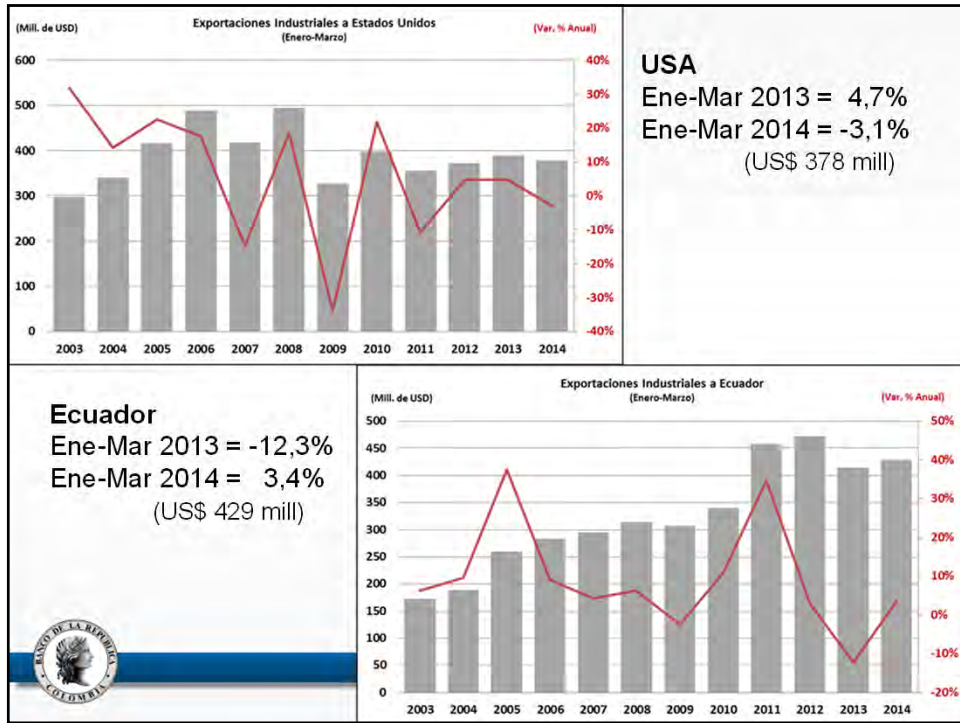 Exportaciones Industriales a Estados Unidos
(Enero-Marzo)
(Mill. de USD)
(Var. % Anual)
600
500
400
300
200
100
0
40%
30%
20%
10%
0%
-10%
-20%
-30%
-40%
2003 2004 2005 2006 2007 2008 2009 2010 2011 2012 2013 2014
USA
Ene-Mar 2013 = 4,7%
Ene-Mar 2014 = -3,1%
(US$ 378 mill)
Ecuador
Ene-Mar 2013 = -12,3%
Ene-Mar 2014 = 3,4%
(US$ 429 mill)
Exportaciones Industriales a Ecuador
(Enero-Marzo)
(Mill. de USD)
(Var. % Anual)
500
450
400
350
300
250
200
150
100
50
0
50%
40%
30%
20%
10%
0%
-10%
-20%
2003 2004 2005 2006 2007 2008 2009 2010 2011 2012 2013 2014
BANCO DE LA REPUBLICA
COLOMBIA